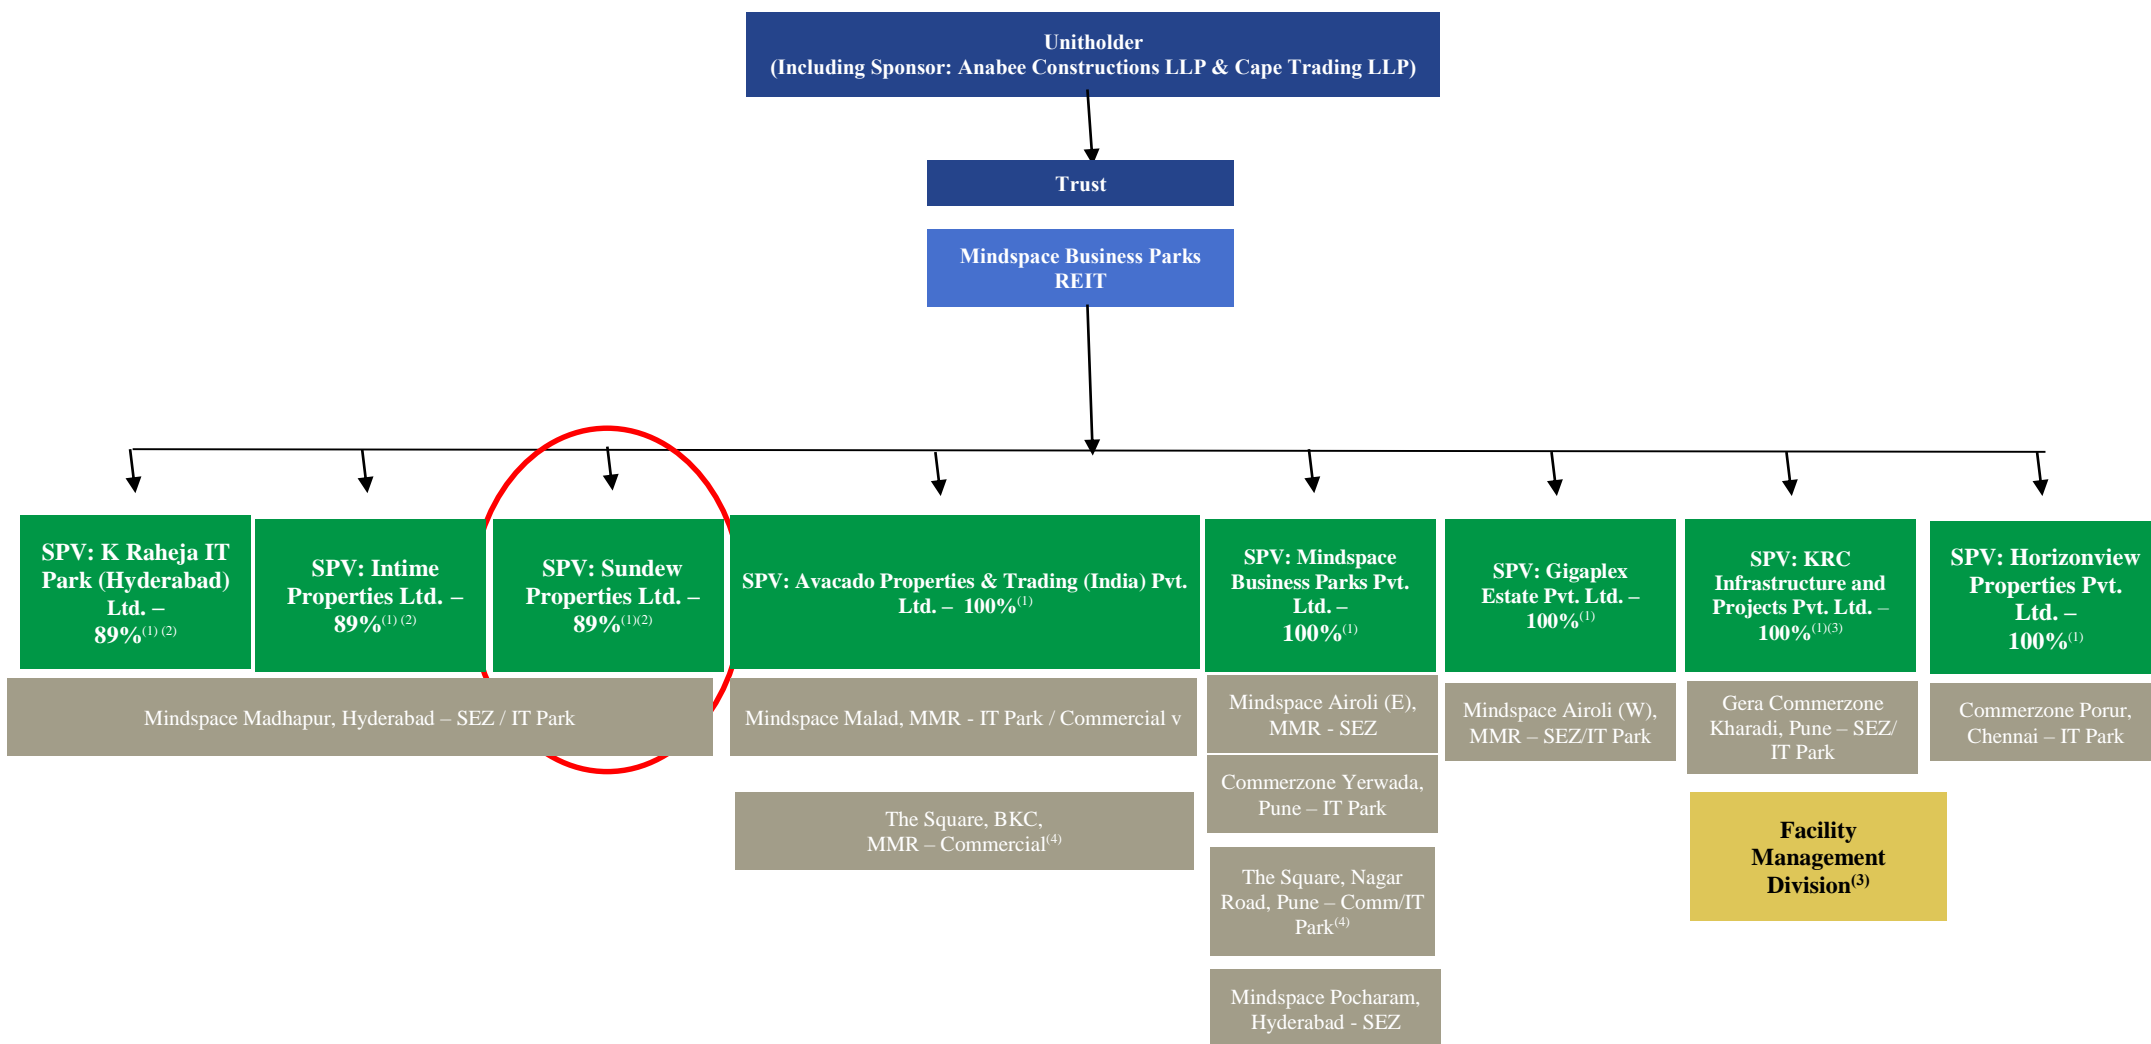 Unitholder
(Including Sponsor: Anabee Constructions LLP & Cape Trading LLP)
Trust
Mindspace Business Parks
REIT
SPV: K Raheja IT
Park (Hyderabad)
Ltd. –
89%(1) (2)
SPV: Intime
Properties Ltd. –
89%(1) (2)
SPV: Sundew
Properties Ltd. –
89%(1)(2)
SPV: Avacado Properties & Trading (India) Pvt.
Ltd. – 100%(1)
SPV: Mindspace
Business Parks Pvt.
Ltd. –
100%(1)
SPV: Gigaplex
Estate Pvt. Ltd. –
100%(1)
SPV: KRC
Infrastructure and
Projects Pvt. Ltd. –
100%(1)(3)
SPV: Horizonview
Properties Pvt.
Ltd. –
100%(1)
Mindspace Madhapur, Hyderabad – SEZ / IT Park
Mindspace Malad, MMR - IT Park / Commercial v
The Square, BKC,
MMR – Commercial(4)
Mindspace Airoli (E),
MMR - SEZ
Commerzone Yerwada,
Pune – IT Park
The Square, Nagar
Road, Pune – Comm/IT
Park(4)
Mindspace Pocharam,
Hyderabad - SEZ
Mindspace Airoli (W),
MMR – SEZ/IT Park
Gera Commerzone
Kharadi, Pune – SEZ/
IT Park
Facility
Management
Division(3)
Commerzone Porur,
Chennai – IT Park